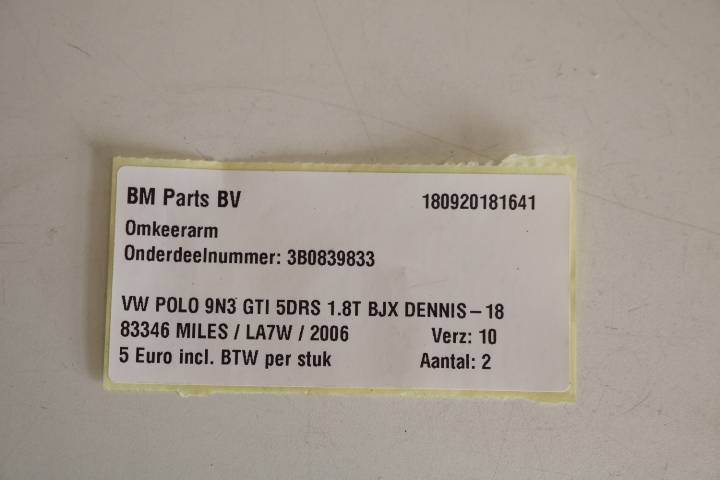 BM Parts BV 180920181641
Omkeerarm
Onderdeelnummer: 3B0839833
VW POLO 9N3 GTI 5DRS 1.8T BJX DENNIS-18
83346 MILES / LA7W / 2006 Verz: 10
5 Euro incl. BTW per stuk Aantal: 2